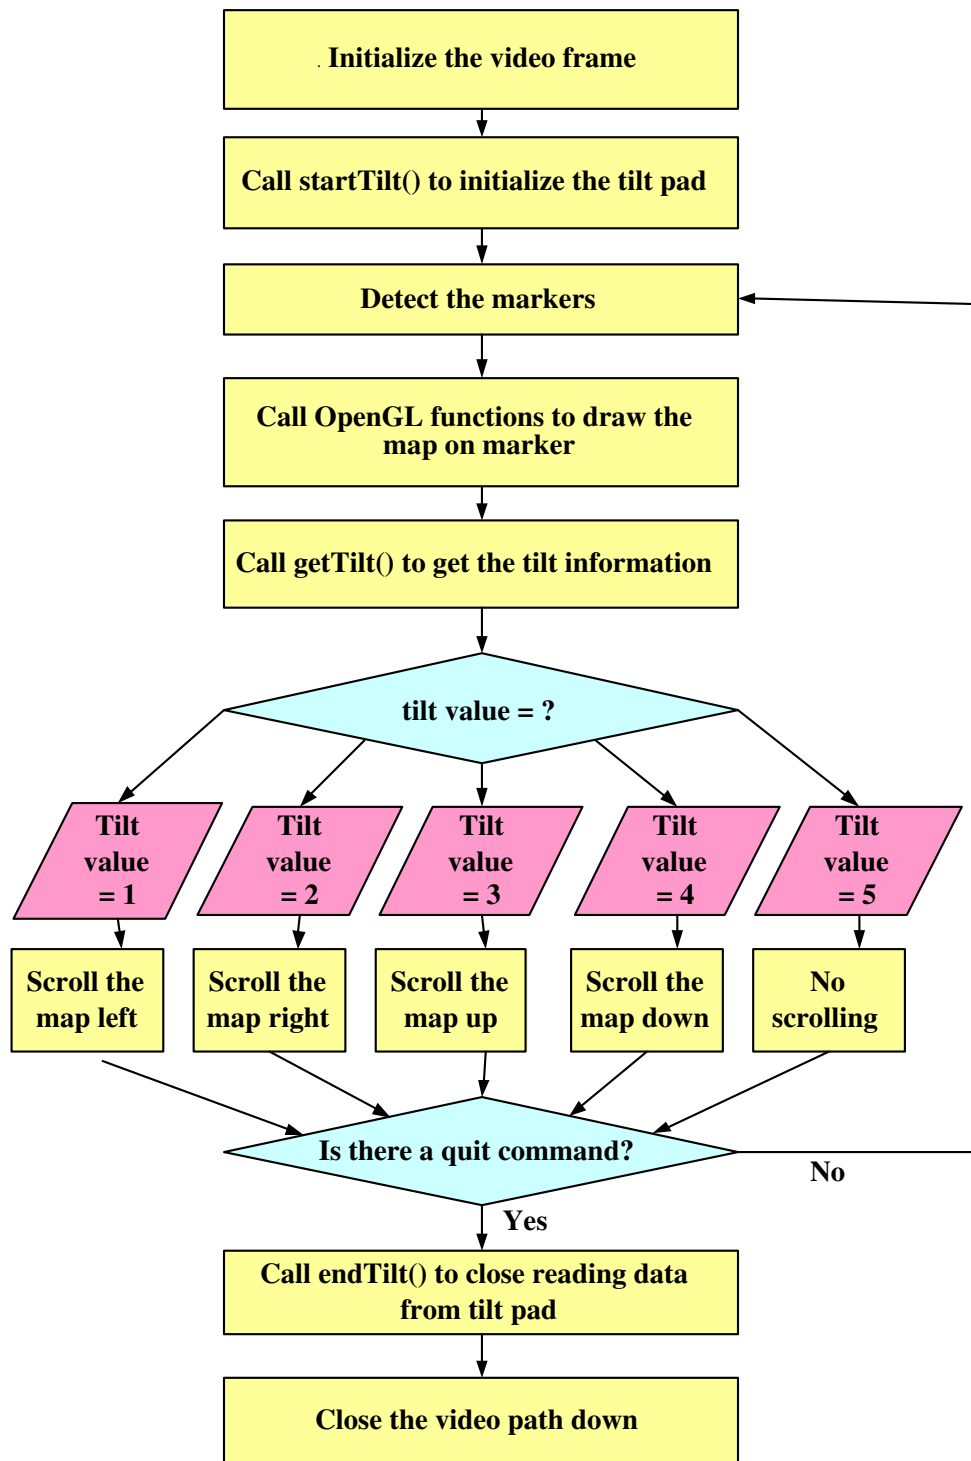 . Initialize the video frame
Call startTilt() to initialize the tilt pad
Detect the markers
Call OpenGL functions to draw the
map on marker
Call getTilt() to get the tilt information
tilt value = ?
Tilt
value
= 1
Tilt
value
= 2
Tilt
value
= 3
Tilt
value
= 4
Tilt
value
= 5
Scroll the
map left
Scroll the
map right
Scroll the
map up
Scroll the
map down
No
scrolling
Is there a quit command?
No
Yes
Call endTilt() to close reading data
from tilt pad
Close the video path down